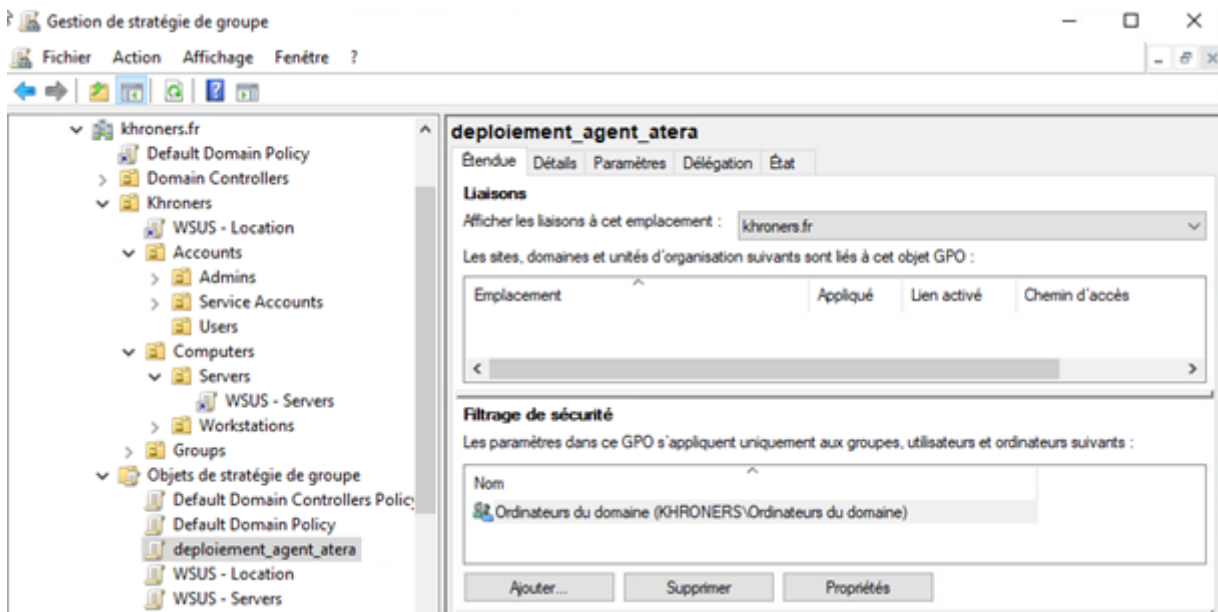 Gestion de stratégie de groupe
Fichier Action Affichage Fenêtre ?
khroners.fr
Default Domain Policy
Domain Controllers
Khroners
WSUS - Location
Accounts
Admins
Service Accounts
Users
Computers
Servers
WSUS - Servers
Workstations
Groups
Objets de stratégie de groupe
Default Domain Controllers Policy
Default Domain Policy
deploiement_agent_atera
WSUS - Location
WSUS - Servers
deploiement_agent_atera
Étendue Détails Paramètres Délégation État
Liaisons
Afficher les liaisons à cet emplacement : khroners.fr
Les sites, domaines et unités d'organisation suivants sont liés à cet objet GPO :
Emplacement Appliqué Lien activé Chemin d'accès
Filtrage de sécurité
Les paramètres dans ce GPO s'appliquent uniquement aux groupes, utilisateurs et ordinateurs suivants :
Nom
Ordinateurs du domaine (KHRONERS\Ordinateurs du domaine)
Ajouter... Supprimer Propriétés